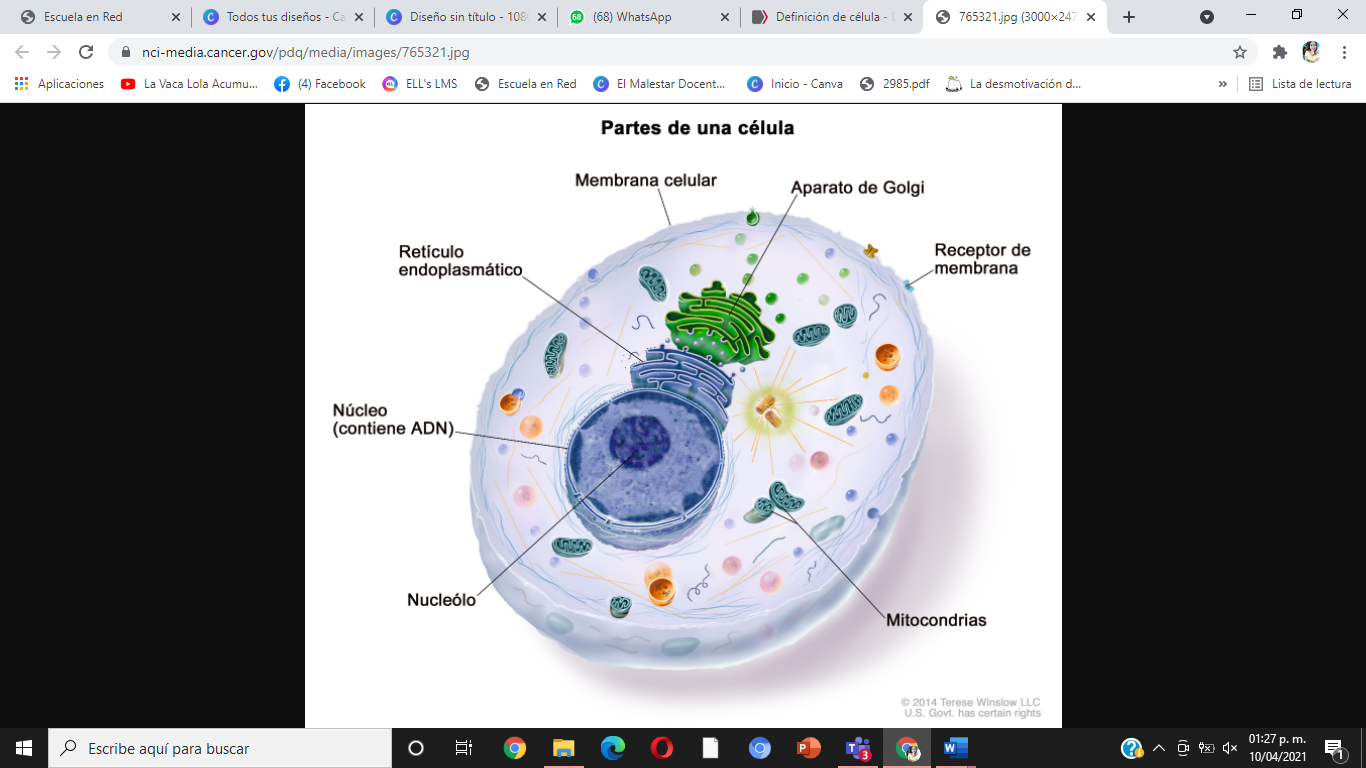 Escuela en Red
Todos tus diseños - Ca
Diseño sin título - 108
(68) WhatsApp
Definición de célula - D
765321.jpg (3000×247
nci-media.cancer.gov/pdq/media/images/765321.jpg
Aplicaciones
La Vaca Lola Acumu...
(4) Facebook
ELL's LMS
Escuela en Red
El Malestar Docent...
Inicio - Canva
2985.pdf
La desmotivación d...
»
Lista de lectura
Partes de una célula
Membrana celular
Aparato de Golgi
Retículo
endoplasmático
Receptor de
membrana
Núcleo
(contiene ADN)
Nucleólo
Mitocondrias
© 2014 Terese Winslow LLC
U.S. Govt. has certain rights
Escribe aquí para buscar
01:27 p. m.
10/04/2021